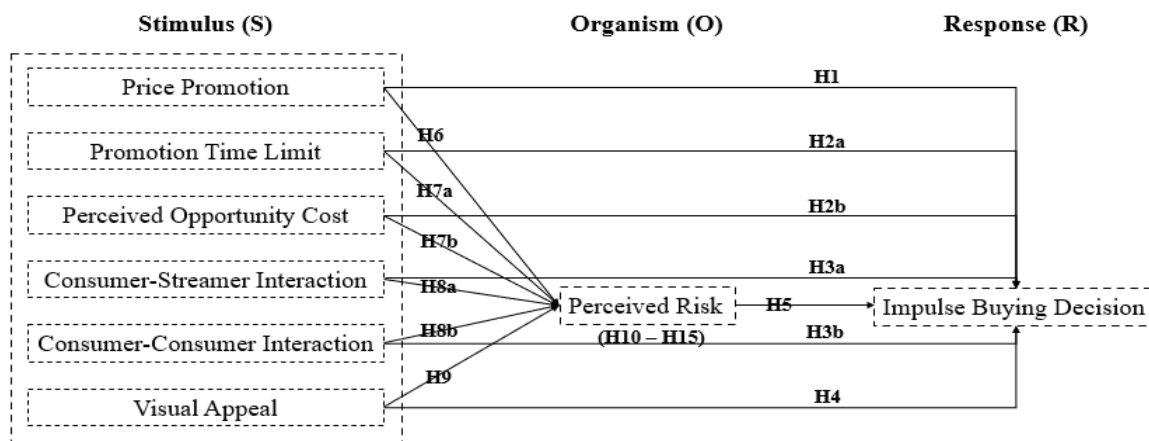 Stimulus (S) Organism (O) Response (R)
Price Promotion
H1
H6
Promotion Time Limit
H2a
H7a
Perceived Opportunity Cost
H2b
H7b
Consumer-Streamer Interaction
H3a
H8a
Perceived Risk
H5
Impulse Buying Decision
(H10 – H15)
Consumer-Consumer Interaction
H8b
H3b
H9
Visual Appeal
H4